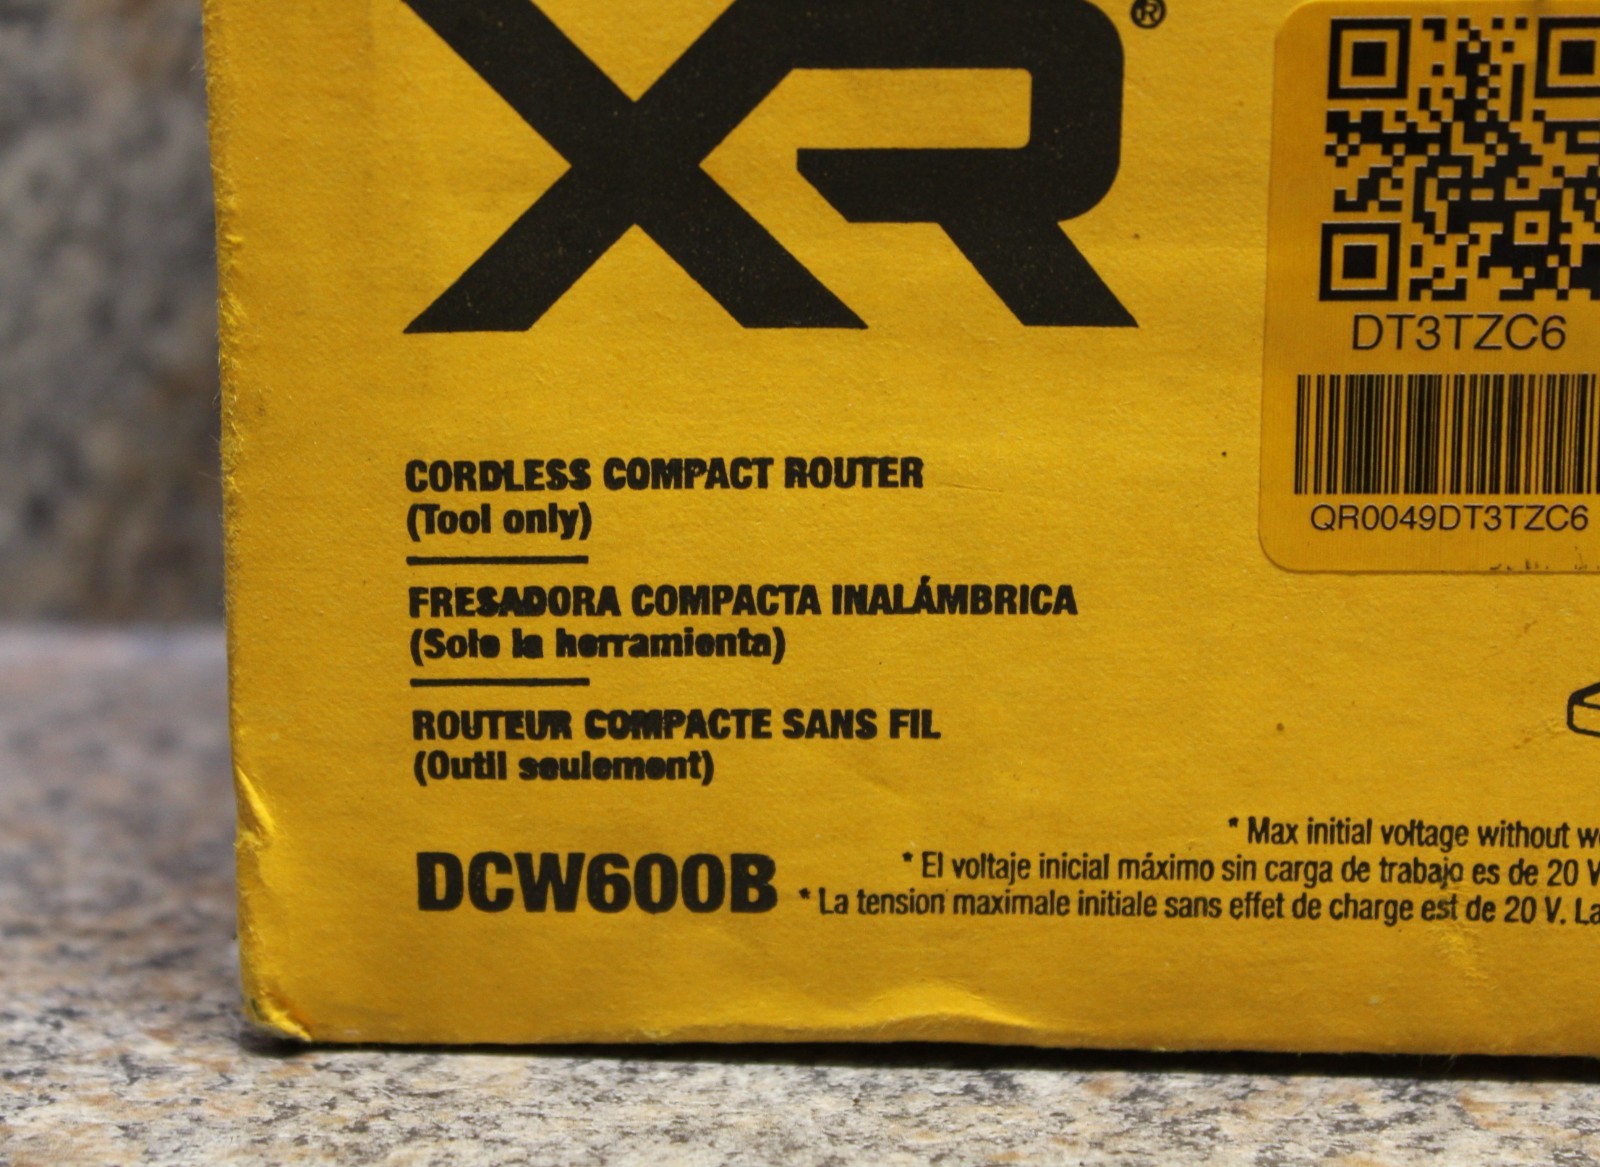 XR®
DT3TZC6
QR0049DT3TZC6
CORDLESS COMPACT ROUTER
(Tool only)
FRESADORA COMPACTA INALÁMBRICA
(Solo la herramienta)
ROUTEUR COMPACTE SANS FIL
(Outil seulement)
DCW600B
* Max initial voltage without
* El voltaje inicial máximo sin carga de trabajo es de 20 V
* La tension maximale initiale sans effet de charge est de 20 V. La